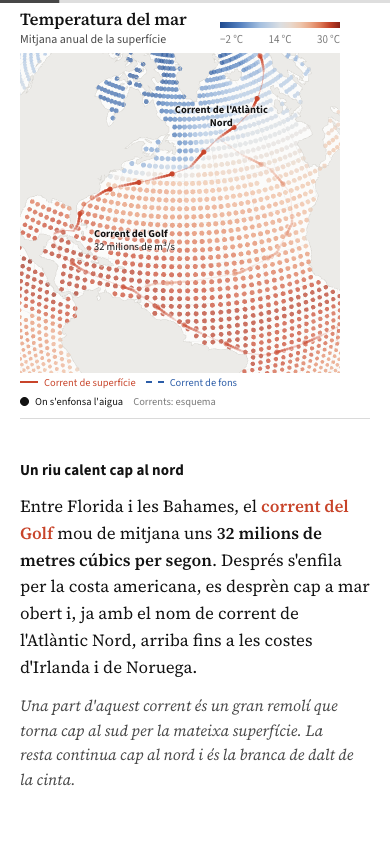 Temperatura del mar
Mitjana anual de la superfície
−2 °C 14 °C 30 °C
Corrent de l'Atlàntic
Nord
Corrent del Golf
32 milions de m³/s
Corrent de superfície Corrent de fons
On s'enfonsa l'aigua Corrents: esquema
Un riu calent cap al nord
Entre Florida i les Bahames, el corrent del
Golf mou de mitjana uns 32 milions de
metres cúbics per segon. Després s'enfila
per la costa americana, es desprèn cap a mar
obert i, ja amb el nom de corrent de
l'Atlàntic Nord, arriba fins a les costes
d'Irlanda i de Noruega.
Una part d'aquest corrent és un gran remolí que
torna cap al sud per la mateixa superfície. La
resta continua cap al nord i és la branca de dalt de
la cinta.